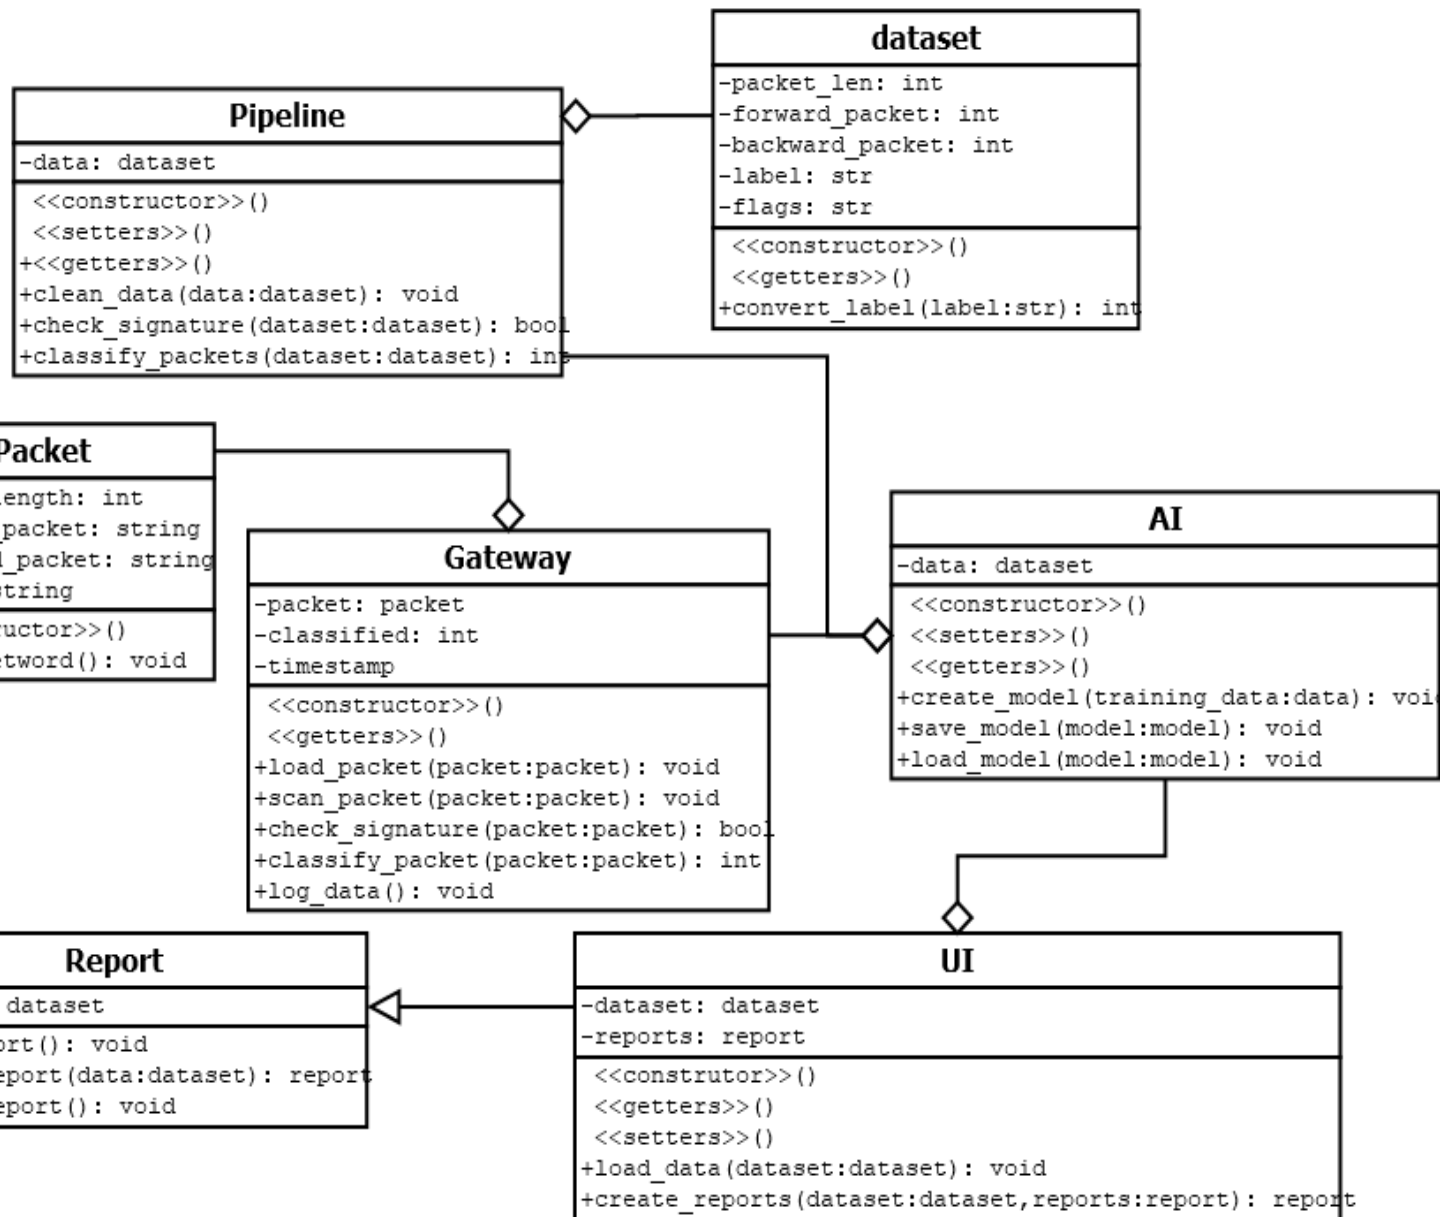 dataset
-packet_len: int
-forward_packet: int
-backward_packet: int
-label: str
-flags: str
<<constructor>>()
<<getters>>()
+convert_label(label:str): int
Pipeline
-data: dataset
<<constructor>>()
<<setters>>()
+<<getters>>()
+clean_data(data:dataset): void
+check_signature(dataset:dataset): bool
+classify_packets(dataset:dataset): int
Packet
length: int
_packet: string
_packet: string
string
uctor>>()
tword(): void
Gateway
-packet: packet
-classified: int
-timestamp
<<constructor>>()
<<getters>>()
+load_packet(packet:packet): void
+scan_packet(packet:packet): void
+check_signature(packet:packet): bool
+classify_packet(packet:packet): int
+log_data(): void
AI
-data: dataset
<<constructor>>()
<<setters>>()
<<getters>>()
+create_model(training_data:data): voi
+save_model(model:model): void
+load_model(model:model): void
Report
dataset
ort(): void
eport(data:dataset): report
eport(): void
UI
-dataset: dataset
-reports: report
<<construtor>>()
<<getters>>()
<<setters>>()
+load_data(dataset:dataset): void
+create_reports(dataset:dataset,reports:report): report